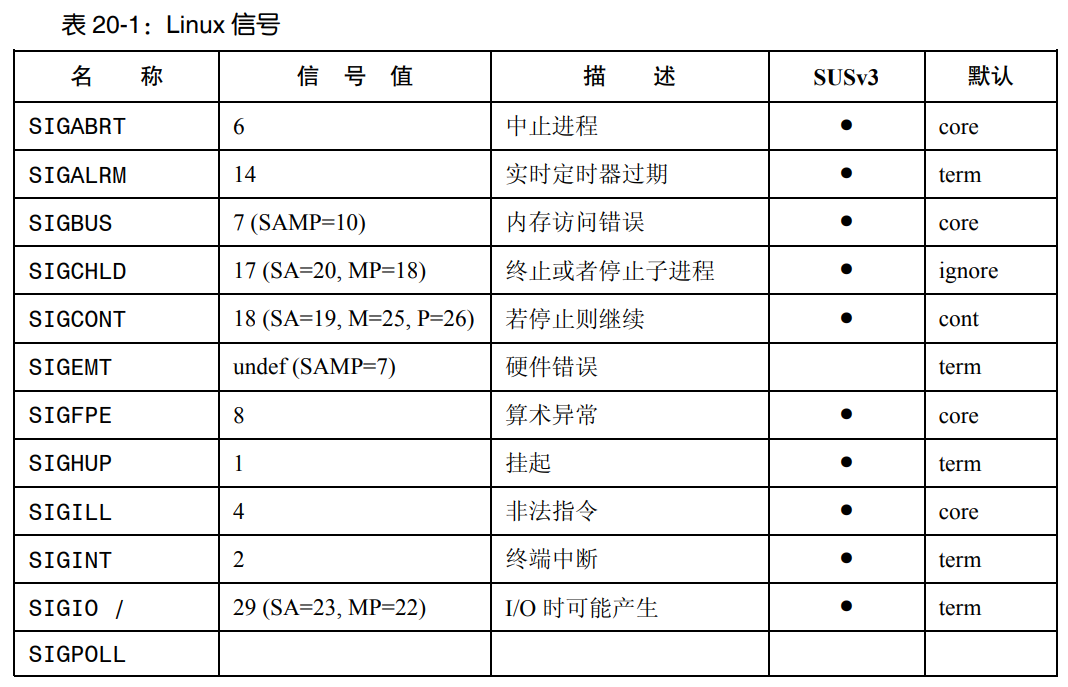 表 20-1：Linux 信号
名 称 信 号 值 描 述 SUSv3 默认
SIGABRT 6 中止进程 ● core
SIGALRM 14 实时定时器过期 ● term
SIGBUS 7 (SAMP=10) 内存访问错误 ● core
SIGCHLD 17 (SA=20, MP=18) 终止或者停止子进程 ● ignore
SIGCONT 18 (SA=19, M=25, P=26) 若停止则继续 ● cont
SIGEMT undef (SAMP=7) 硬件错误 term
SIGFPE 8 算术异常 ● core
SIGHUP 1 挂起 ● term
SIGILL 4 非法指令 ● core
SIGINT 2 终端中断 ● term
SIGIO / 29 (SA=23, MP=22) I/O 时可能产生 ● term
SIGPOLL